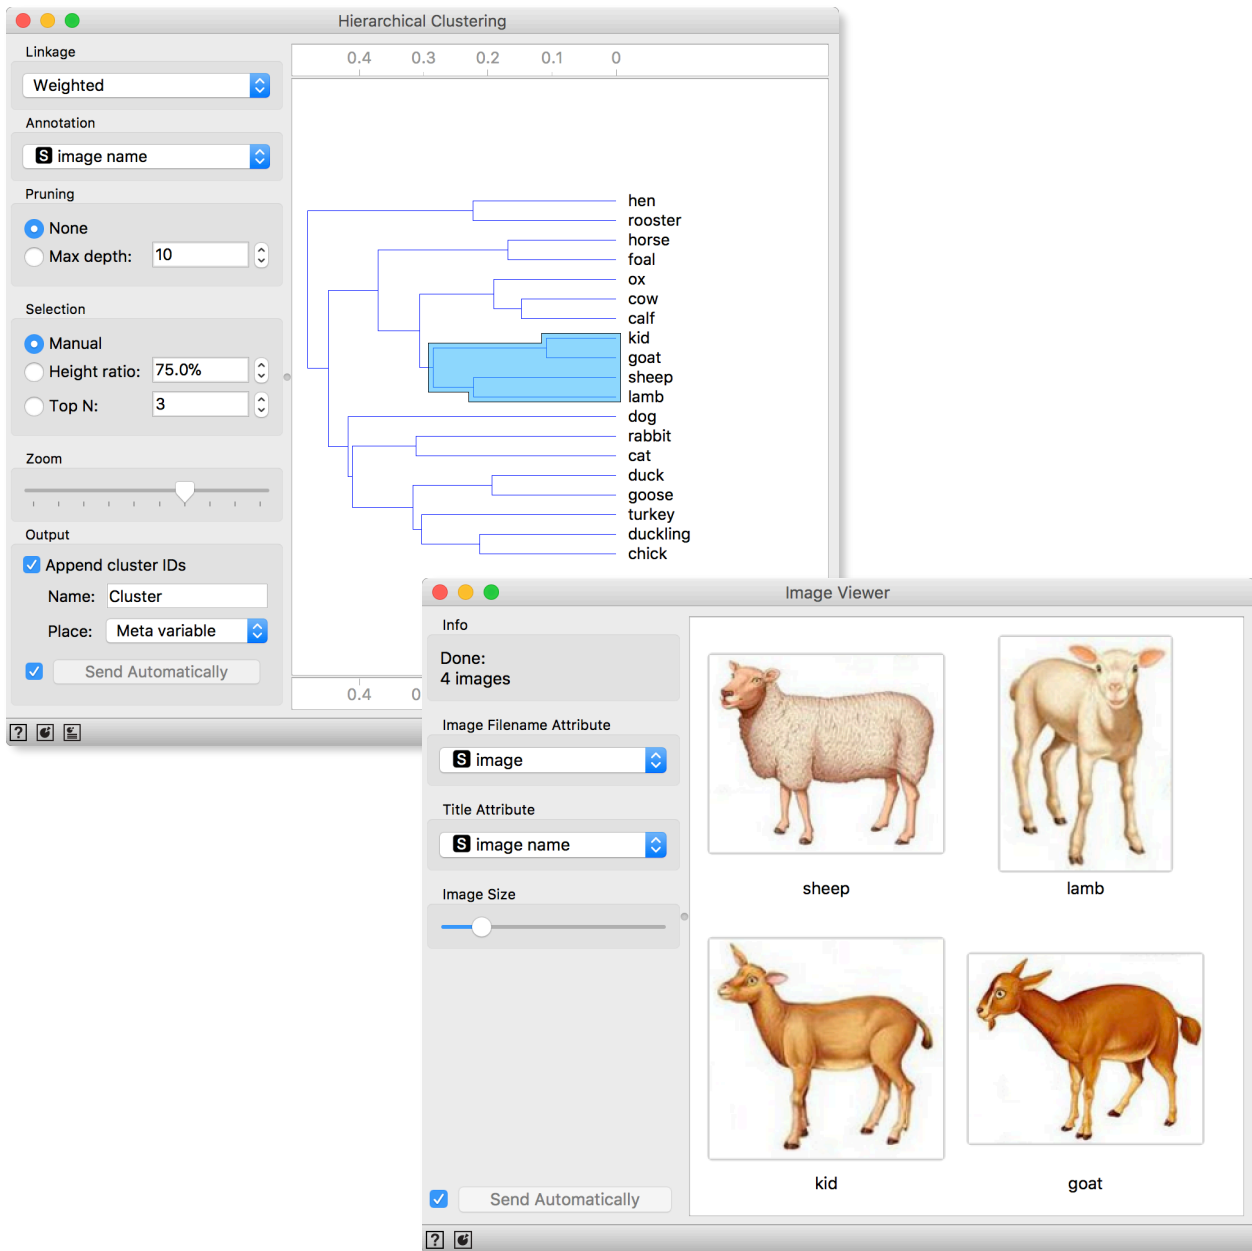 Hierarchical Clustering
Linkage
Weighted
Annotation
S image name
Pruning
None
Max depth: 10
Selection
Manual
Height ratio: 75.0%
Top N: 3
Zoom
Output
Append cluster IDs
Name: Cluster
Place: Meta variable
Send Automatically
?
0.4 0.3 0.2 0.1 0
hen
rooster
horse
foal
ox
cow
calf
kid
goat
sheep
lamb
dog
rabbit
cat
duck
goose
turkey
duckling
chick
0.4 0
Image Viewer
Info
Done:
4 images
Image Filename Attribute
S image
Title Attribute
S image name
Image Size
Send Automatically
?
sheep lamb
kid goat